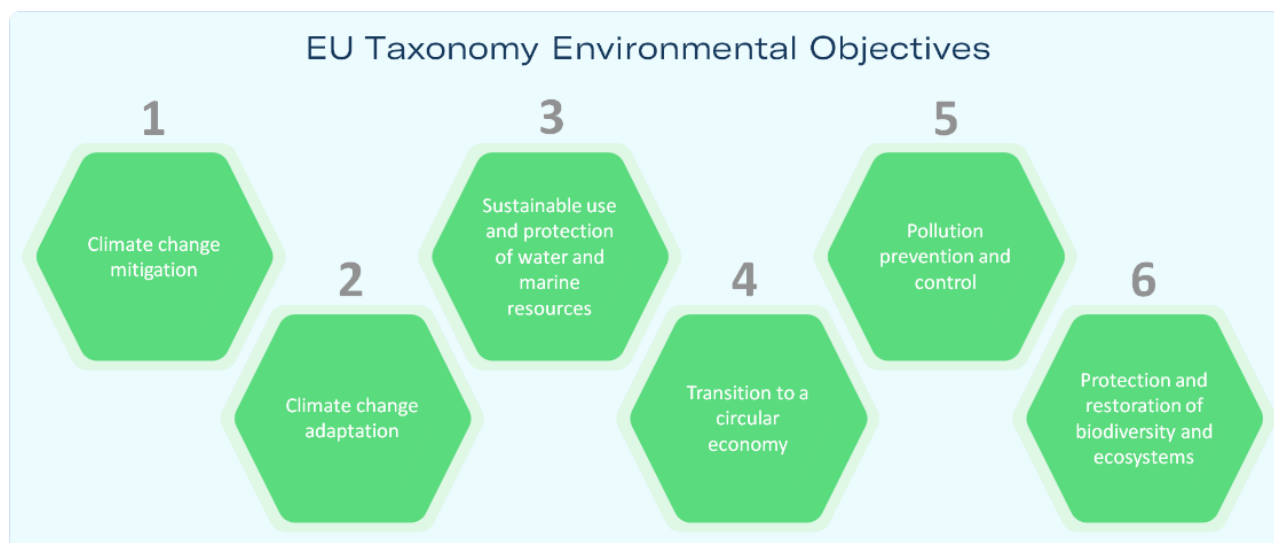 EU Taxonomy Environmental Objectives
1
Climate change
mitigation
2
Climate change
adaptation
3
Sustainable use
and protection
of water and
marine
resources
4
Transition to a
circular
economy
5
Pollution
prevention and
control
6
Protection and
restoration of
biodiversity and
ecosystems